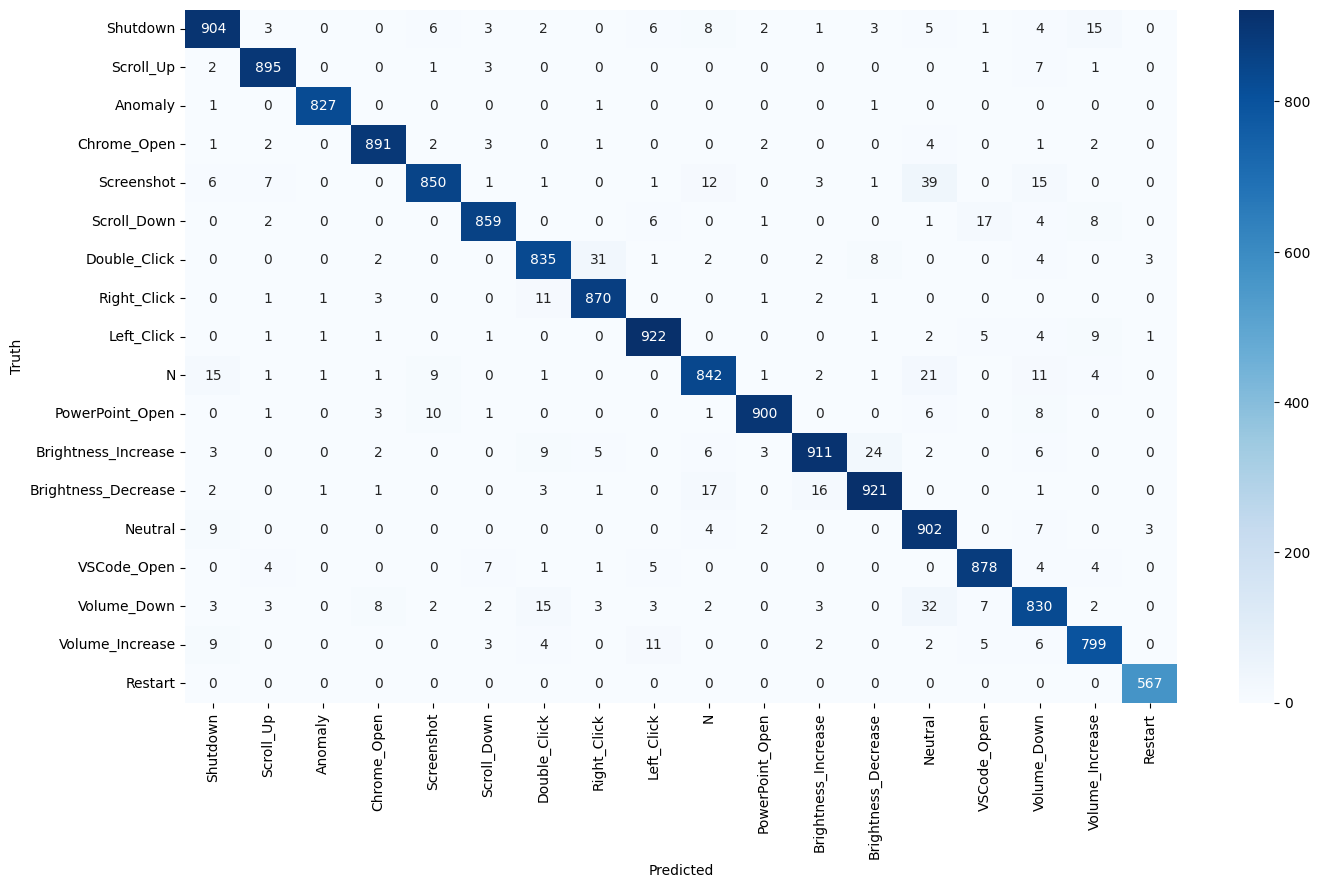 Shutdown 904 3 0 0 6 3 2 0 6 8 2 1 3 5 1 4 15 0
Scroll_Up 2 895 0 0 1 3 0 0 0 0 0 0 0 0 1 7 1 0
Anomaly 1 0 827 0 0 0 0 1 0 0 0 0 1 0 0 0 0 0
Chrome_Open 1 2 0 891 2 3 0 1 0 0 2 0 0 4 0 1 2 0
Screenshot 6 7 0 0 850 1 1 0 1 12 0 3 1 39 0 15 0 0
Scroll_Down 0 2 0 0 0 859 0 0 6 0 1 0 0 1 17 4 8 0
Double_Click 0 0 0 2 0 0 835 31 1 2 0 2 8 0 0 4 0 3
Right_Click 0 1 1 3 0 0 11 870 0 0 1 2 1 0 0 0 0 0
Left_Click 0 1 1 1 0 1 0 0 922 0 0 0 1 2 5 4 9 1
N 15 1 1 1 9 0 1 0 0 842 1 2 1 21 0 11 4 0
PowerPoint_Open 0 1 0 3 10 1 0 0 0 1 900 0 0 6 0 8 0 0
Brightness_Increase 3 0 0 2 0 0 9 5 0 6 3 911 24 2 0 6 0 0
Brightness_Decrease 2 0 1 1 0 0 3 1 0 17 0 16 921 0 0 1 0 0
Neutral 9 0 0 0 0 0 0 0 0 4 2 0 0 902 0 7 0 3
VSCode_Open 0 4 0 0 0 7 1 1 5 0 0 0 0 0 878 4 4 0
Volume_Down 3 3 0 8 2 2 15 3 3 2 0 3 0 32 7 830 2 0
Volume_Increase 9 0 0 0 0 3 4 0 11 0 0 2 0 2 5 6 799 0
Restart 0 0 0 0 0 0 0 0 0 0 0 0 0 0 0 0 0 567
Truth
Shutdown
Scroll_Up
Anomaly
Chrome_Open
Screenshot
Scroll_Down
Double_Click
Right_Click
Left_Click
N
PowerPoint_Open
Brightness_Increase
Brightness_Decrease
Neutral
VSCode_Open
Volume_Down
Volume_Increase
Restart
Predicted
800
600
400
200
0